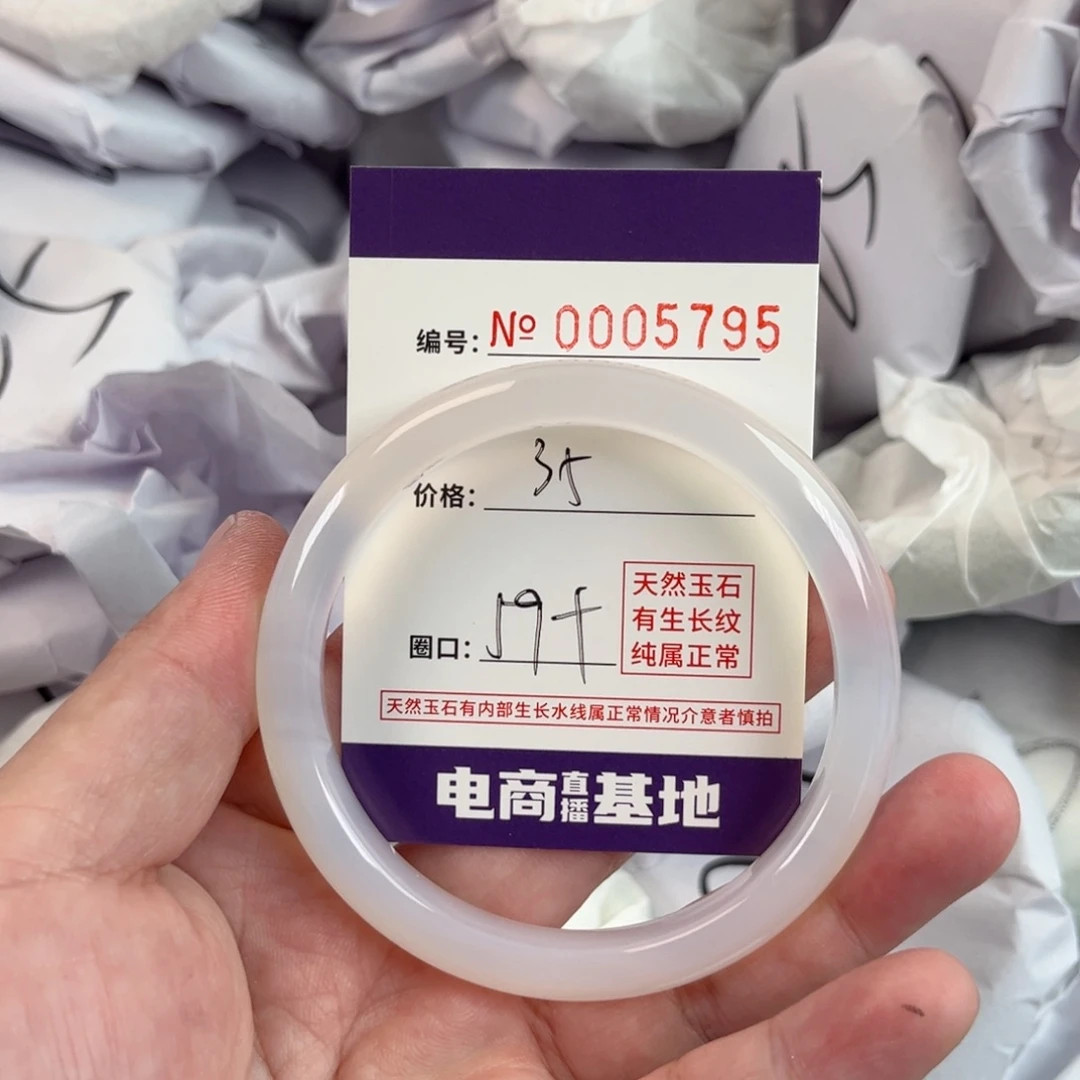 编号: № 0005795
价格: 35
圈口: 59+
天然玉石
有生长纹
纯属正常
天然玉石有内部生长水线属正常情况介意者慎拍
电商直播基地